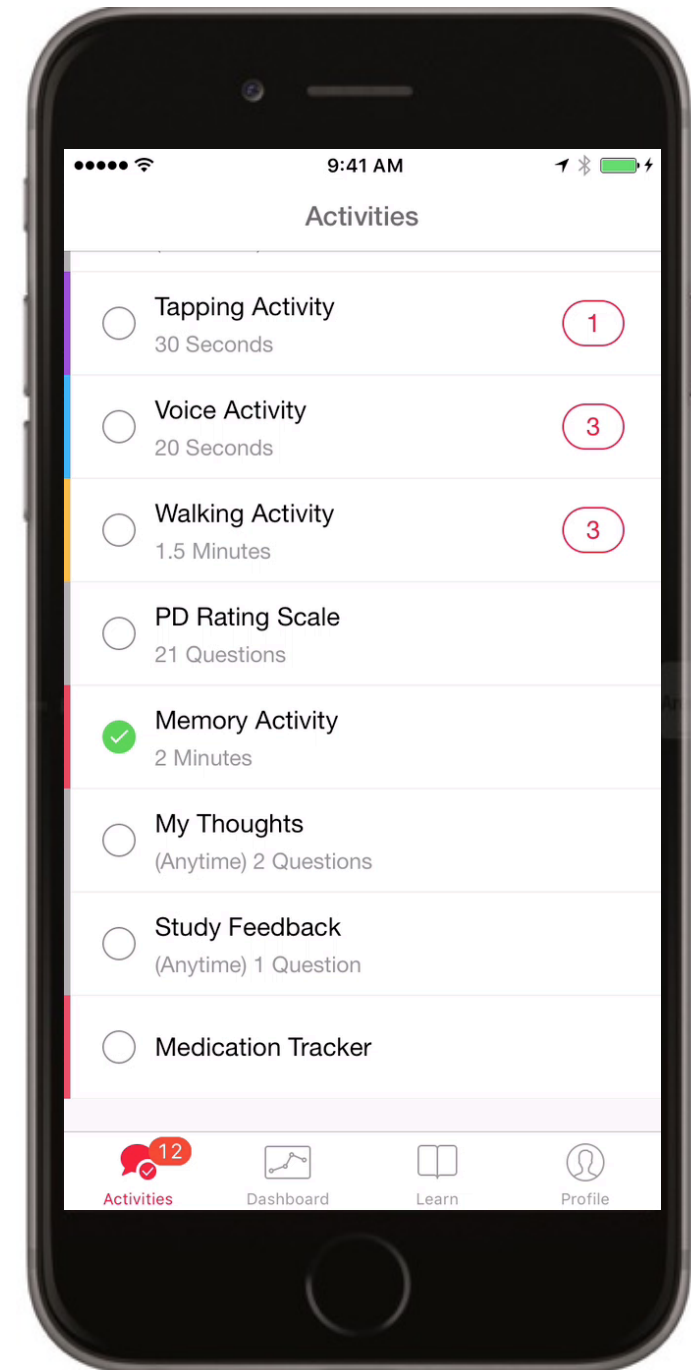 9:41 AM
Activities
Tapping Activity
30 Seconds
1
Voice Activity
20 Seconds
3
Walking Activity
1.5 Minutes
3
PD Rating Scale
21 Questions
Memory Activity
2 Minutes
My Thoughts
(Anytime) 2 Questions
Study Feedback
(Anytime) 1 Question
Medication Tracker
12
Activities
Dashboard
Learn
Profile